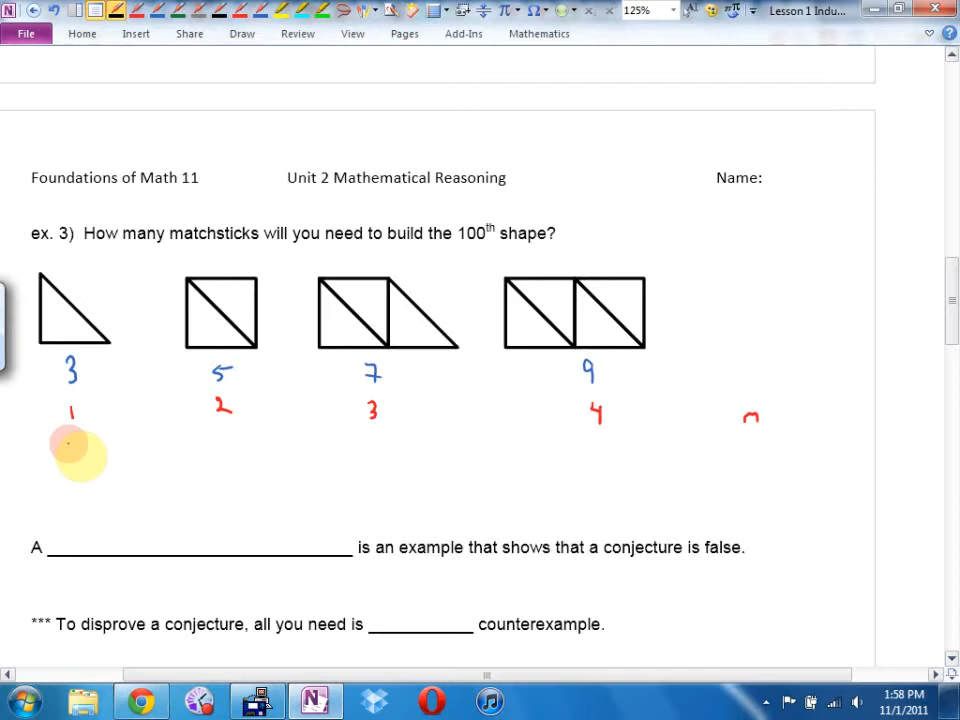 125% Lesson 1 Indu...
File Home Insert Share Draw Review View Pages Add-Ins Mathematics
Foundations of Math 11 Unit 2 Mathematical Reasoning Name:
ex. 3) How many matchsticks will you need to build the 100th shape?
3 5 7 9
1 2 3 4 n
A ______________________________ is an example that shows that a conjecture is false.
*** To disprove a conjecture, all you need is ___________ counterexample.
1:58 PM
11/1/2011